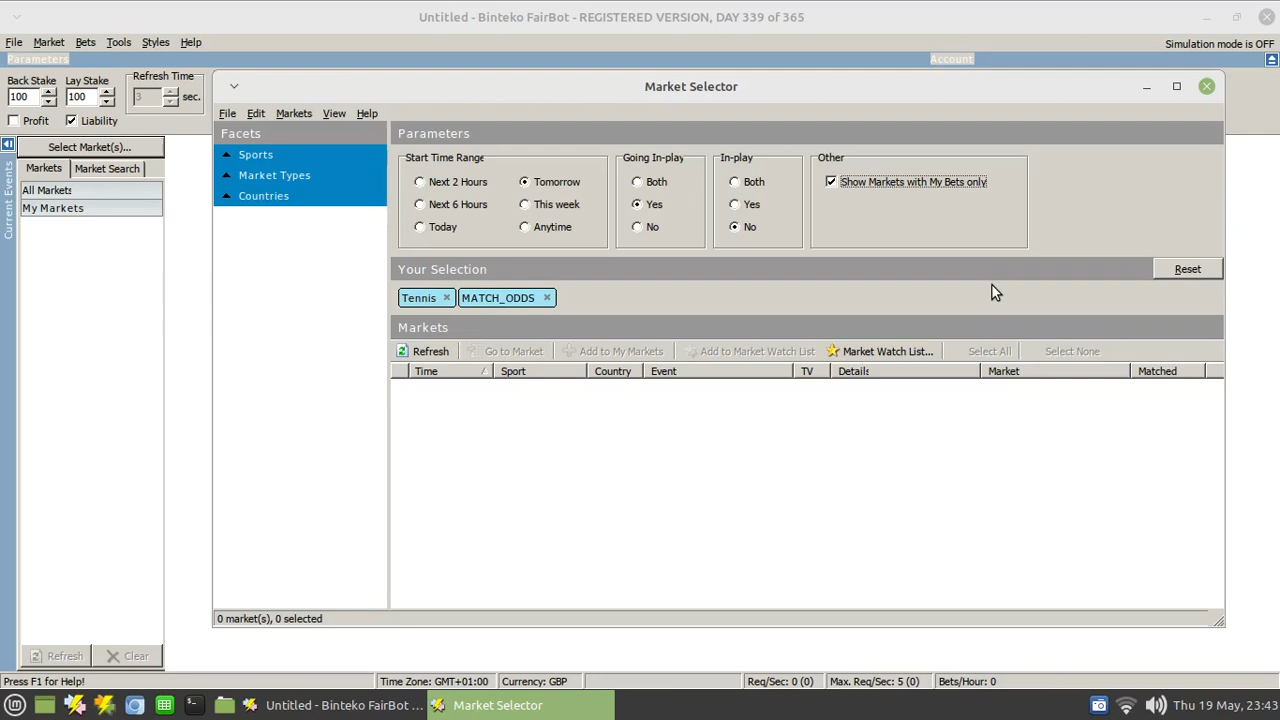 Untitled - Binteko FairBot - REGISTERED VERSION, DAY 339 of 365
File Market Bets Tools Styles Help
Simulation mode is OFF
Parameters
Account
Back Stake Lay Stake Refresh Time
100 100 3 sec.
Profit Liability
Select Market(s)...
Markets Market Search
Current Events
All Markets
My Markets
Refresh Clear
Market Selector
File Edit Markets View Help
Facets
Sports
Market Types
Countries
Parameters
Start Time Range Going In-play In-play Other
Next 2 Hours Tomorrow Both Both Show Markets with My Bets only
Next 6 Hours This week Yes Yes
Today Anytime No No
Your Selection Reset
Tennis × MATCH_ODDS ×
Markets
Refresh Go to Market Add to My Markets Add to Market Watch List Market Watch List... Select All Select None
Time Sport Country Event TV Details Market Matched
0 market(s), 0 selected
Press F1 for Help! Time Zone: GMT+01:00 Currency: GBP Req/Sec: 0 (0) Max. Req/Sec: 5 (0) Bets/Hour: 0
Untitled - Binteko FairBot ... Market Selector Thu 19 May, 23:43